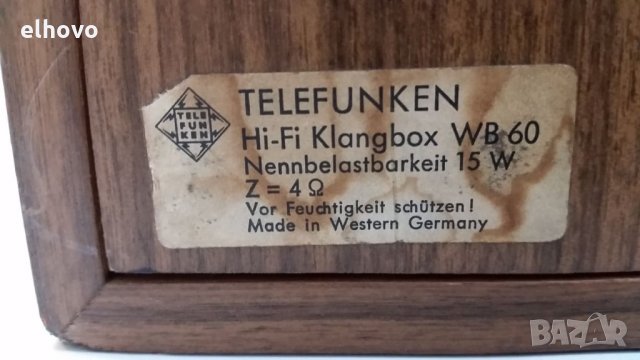 elhovo
TELE
FUN
KEN
TELEFUNKEN
Hi-Fi Klangbox WB 60
Nennbelastbarkeit 15 W
Z = 4 Ω
Vor Feuchtigkeit schützen!
Made in Western Germany
BAZAR